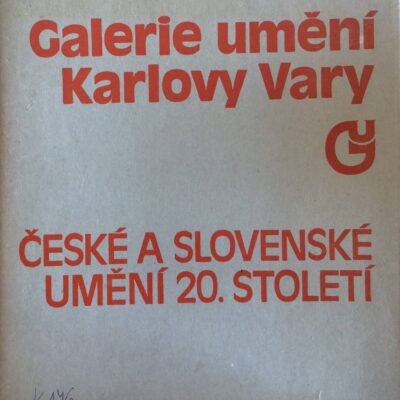 Galerie umění
Karlovy Vary
ČESKÉ A SLOVENSKÉ
UMĚNÍ 20. STOLETÍ